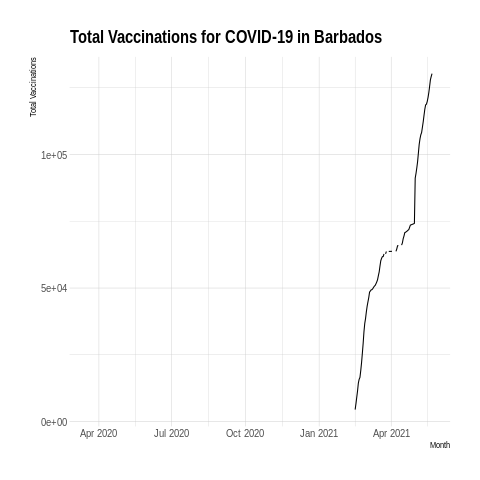 Total Vaccinations for COVID-19 in Barbados
Total Vaccinations
1e+05
5e+04
0e+00
Apr 2020 Jul 2020 Oct 2020 Jan 2021 Apr 2021
Month